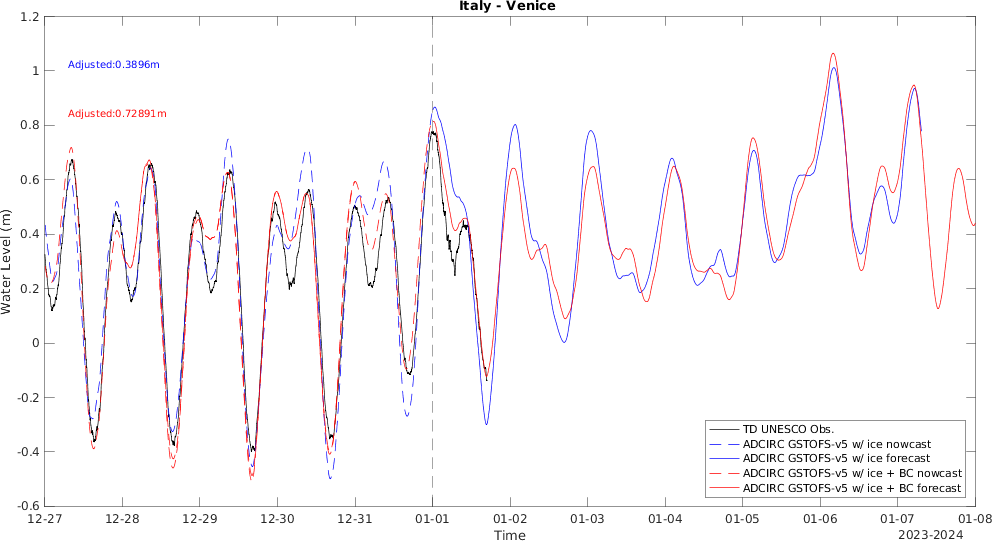 Italy - Venice
Adjusted:0.3896m
Adjusted:0.72891m
Water Level (m)
1.2
1
0.8
0.6
0.4
0.2
0
-0.2
-0.4
-0.6
TD UNESCO Obs.
ADCIRC GSTOFS-v5 w/ ice nowcast
ADCIRC GSTOFS-v5 w/ ice forecast
ADCIRC GSTOFS-v5 w/ ice + BC nowcast
ADCIRC GSTOFS-v5 w/ ice + BC forecast
12-27 12-28 12-29 12-30 12-31 01-01 01-02 01-03 01-04 01-05 01-06 01-07 01-08
Time
2023-2024